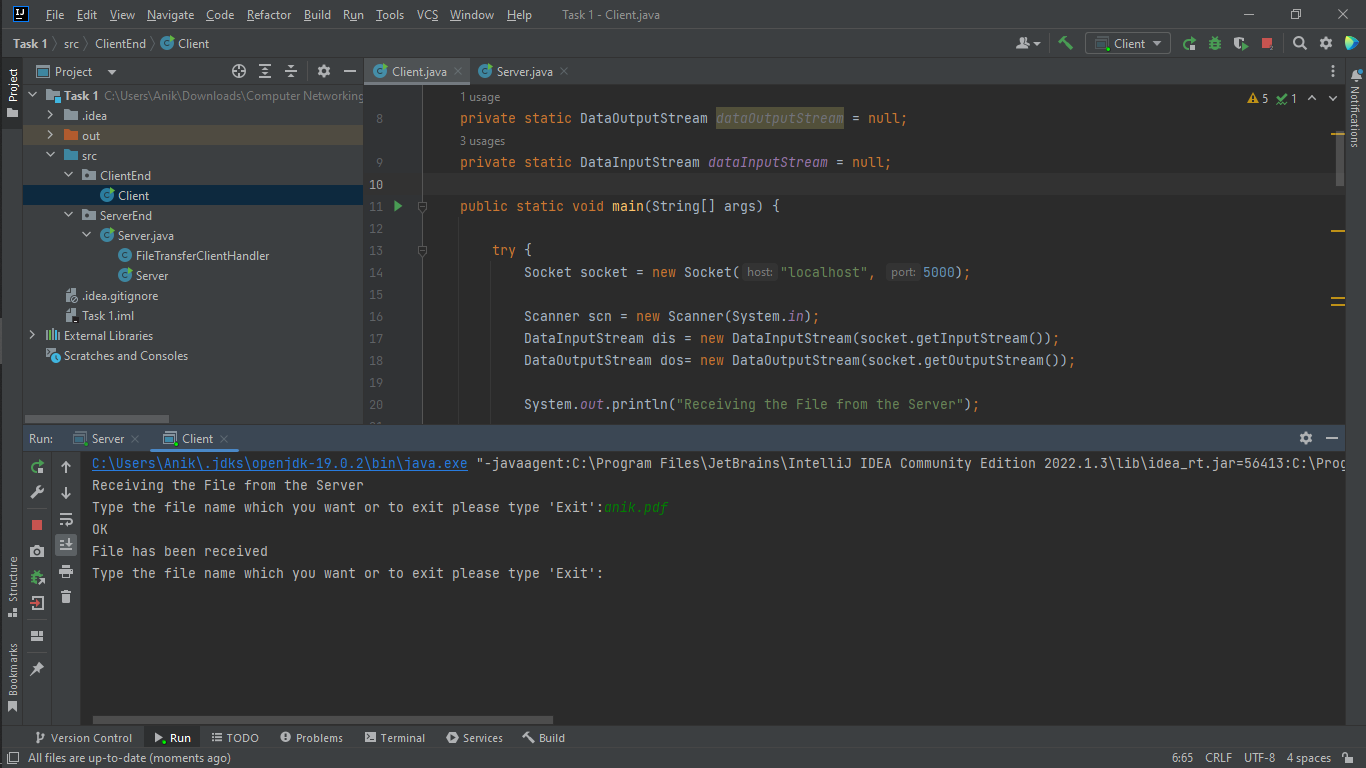 File Edit View Navigate Code Refactor Build Run Tools VCS Window Help Task 1 - Client.java
Task 1 src ClientEnd Client
Client
Project
Client.java
Server.java
Project
Notifications
Task 1 C:\Users\Anik\Downloads\Computer Networking
.idea
out
src
ClientEnd
Client
ServerEnd
Server.java
FileTransferClientHandler
Server
.idea.gitignore
Task 1.iml
External Libraries
Scratches and Consoles
5 1
1 usage
8 private static DataOutputStream dataOutputStream = null;
3 usages
9 private static DataInputStream dataInputStream = null;
10
11 public static void main(String[] args) {
12
13 try {
14 Socket socket = new Socket( host: "localhost", port: 5000);
15
16 Scanner scn = new Scanner(System.in);
17 DataInputStream dis = new DataInputStream(socket.getInputStream());
18 DataOutputStream dos= new DataOutputStream(socket.getOutputStream());
19
20 System.out.println("Receiving the File from the Server");
Run: Server Client
C:\Users\Anik\.jdks\openjdk-19.0.2\bin\java.exe "-javaagent:C:\Program Files\JetBrains\IntelliJ IDEA Community Edition 2022.1.3\lib\idea_rt.jar=56413:C:\Prog
Receiving the File from the Server
Type the file name which you want or to exit please type 'Exit':anik.pdf
OK
File has been received
Type the file name which you want or to exit please type 'Exit':
Structure
Bookmarks
Version Control Run TODO Problems Terminal Services Build
All files are up-to-date (moments ago) 6:65 CRLF UTF-8 4 spaces